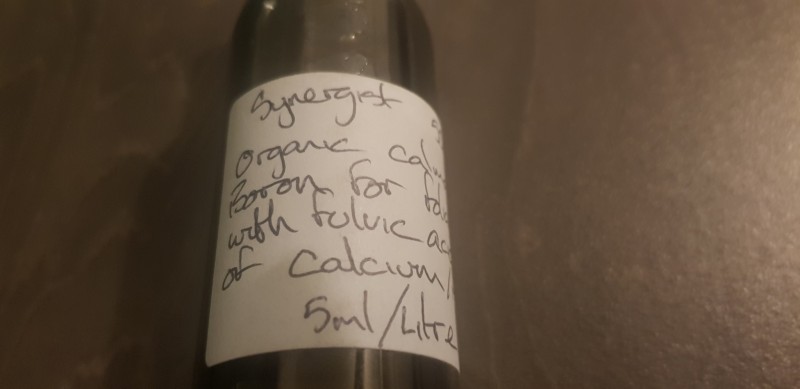 Synergist
Organic
Boron for
with fulvic
of Calcium/
5ml/Litre